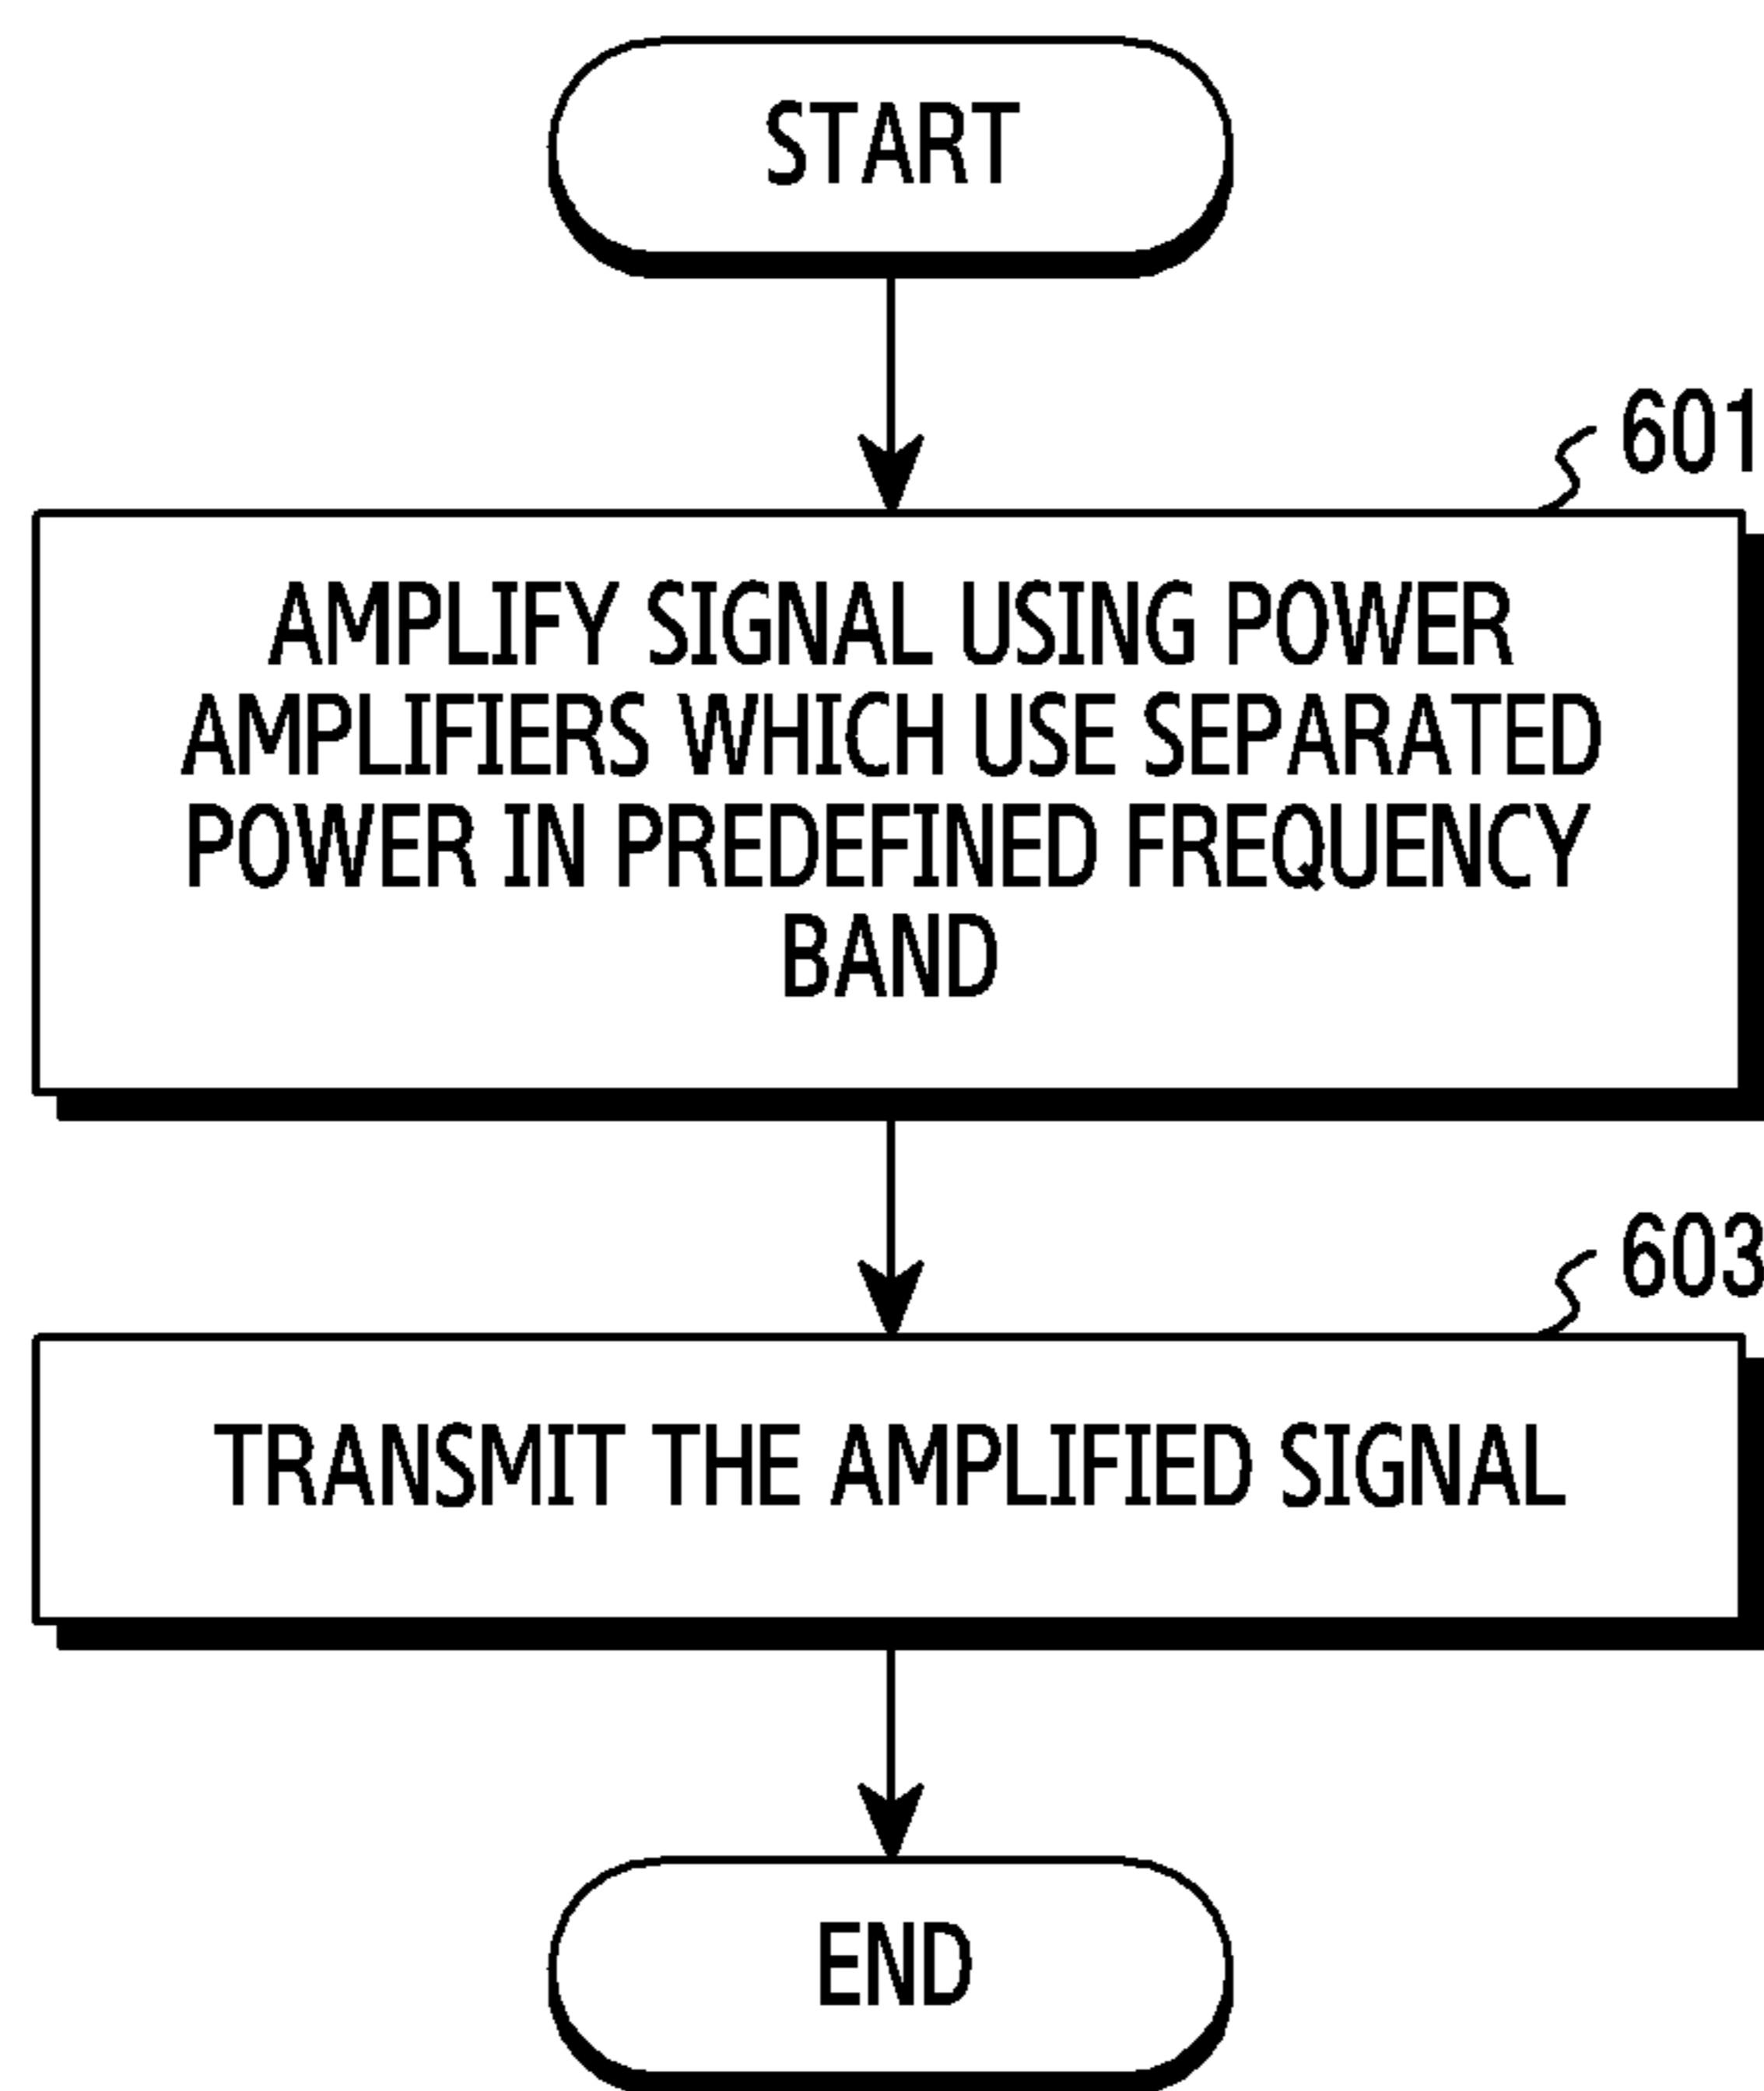 START
601
AMPLIFY SIGNAL USING POWER
AMPLIFIERS WHICH USE SEPARATED
POWER IN PREDEFINED FREQUENCY
BAND
603
TRANSMIT THE AMPLIFIED SIGNAL
END